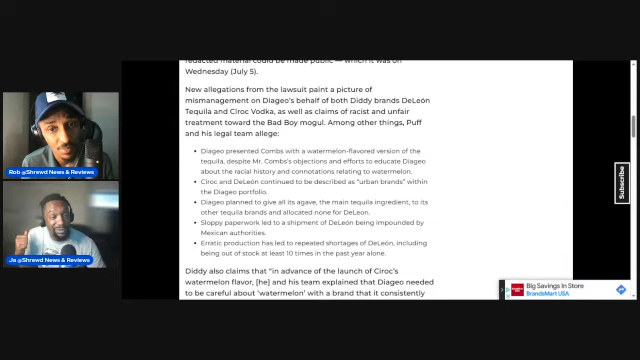 redacted material could be made public — which it was on
Wednesday (July 5).
New allegations from the lawsuit paint a picture of
mismanagement on Diageo's behalf of both Diddy brands DeLeón
Tequila and Cîroc Vodka, as well as claims of racist and unfair
treatment toward the Bad Boy mogul. Among other things, Puff
and his legal team allege:
Diageo presented Combs with a watermelon-flavored version of the
tequila, despite Mr. Combs's objections and efforts to educate Diageo
about the racial history and connotations relating to watermelon.
Cîroc and DeLeón continued to be described as "urban brands" within
the Diageo portfolio.
Diageo planned to give all its agave, the main tequila ingredient, to its
other tequila brands and allocated none for DeLeon.
Sloppy paperwork led to a shipment of DeLeón being impounded by
Mexican authorities.
Erratic production has led to repeated shortages of DeLeón, including
being out of stock at least 10 times in the past year alone.
Diddy also claims that "in advance of the launch of Ciroc's
watermelon flavor, [he] and his team explained that Diageo needed
to be careful about 'watermelon' with a brand that it consistently
Rob @Shrewd News & Reviews
Ja @Shrewd News & Reviews
Subscribe
Big Savings In Store
BrandsMart USA